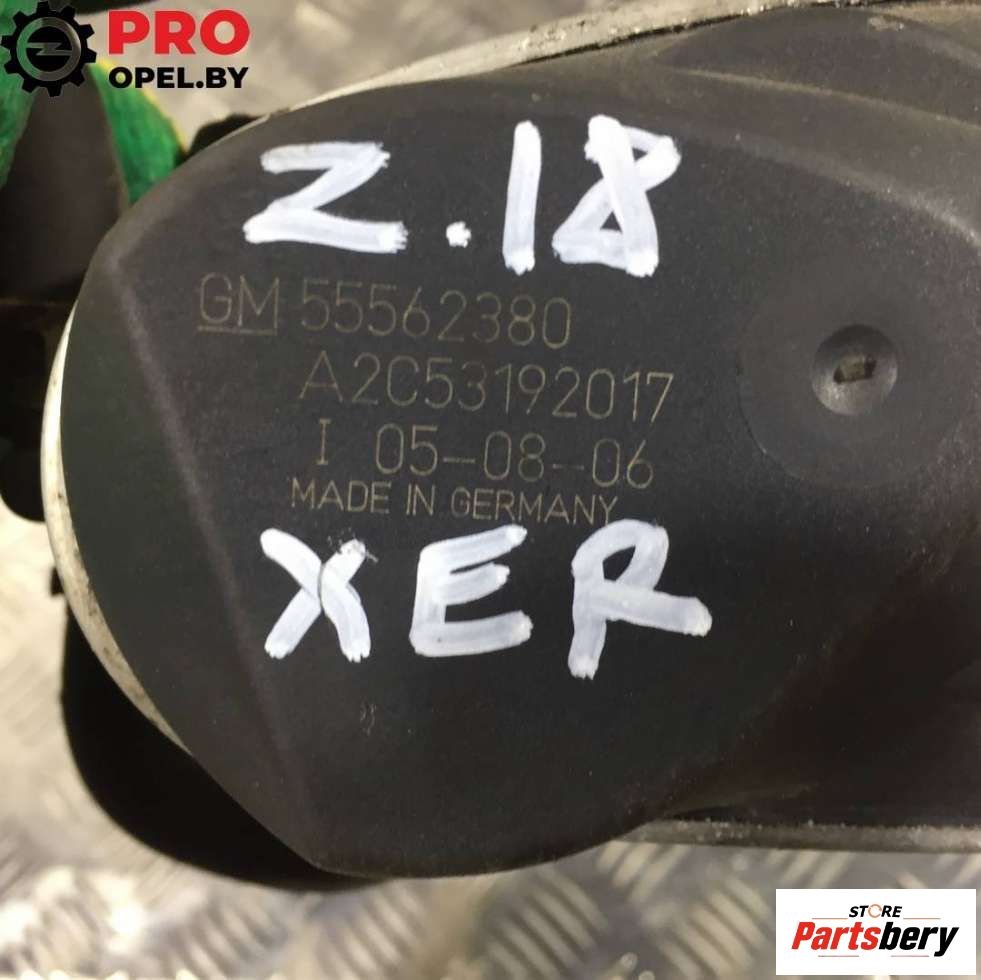 PRO
OPEL.BY
Z.18
GM 55562380
A2C53192017
I 05-08-06
MADE IN GERMANY
XER
STORE
Partsbery